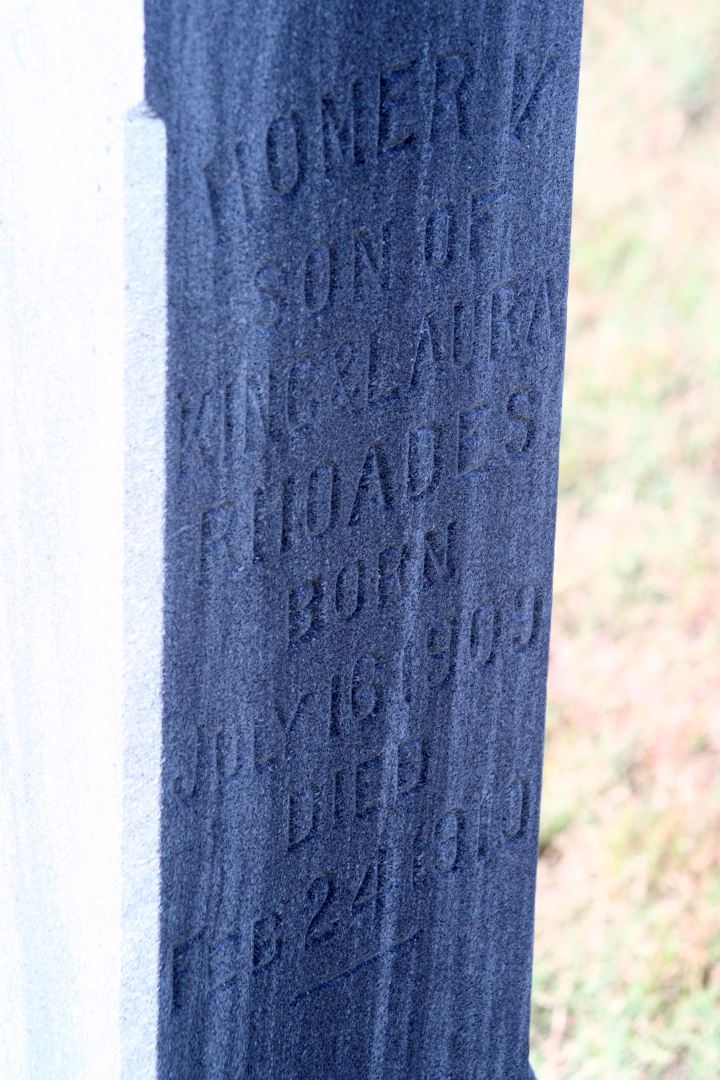 HOMER V.
SON OF
KING & LAURA
RHOADES
BORN
JULY 16 1909
DIED
FEB 24 1910